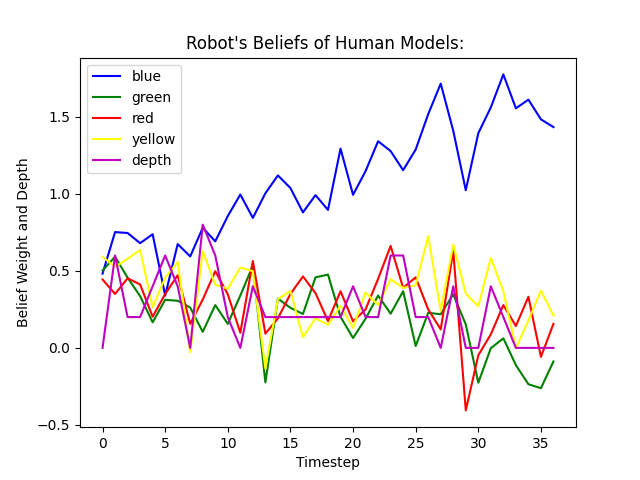 Robot's Beliefs of Human Models:
blue
green
red
yellow
depth
Belief Weight and Depth
1.5
1.0
0.5
0.0
−0.5
0 5 10 15 20 25 30 35
Timestep